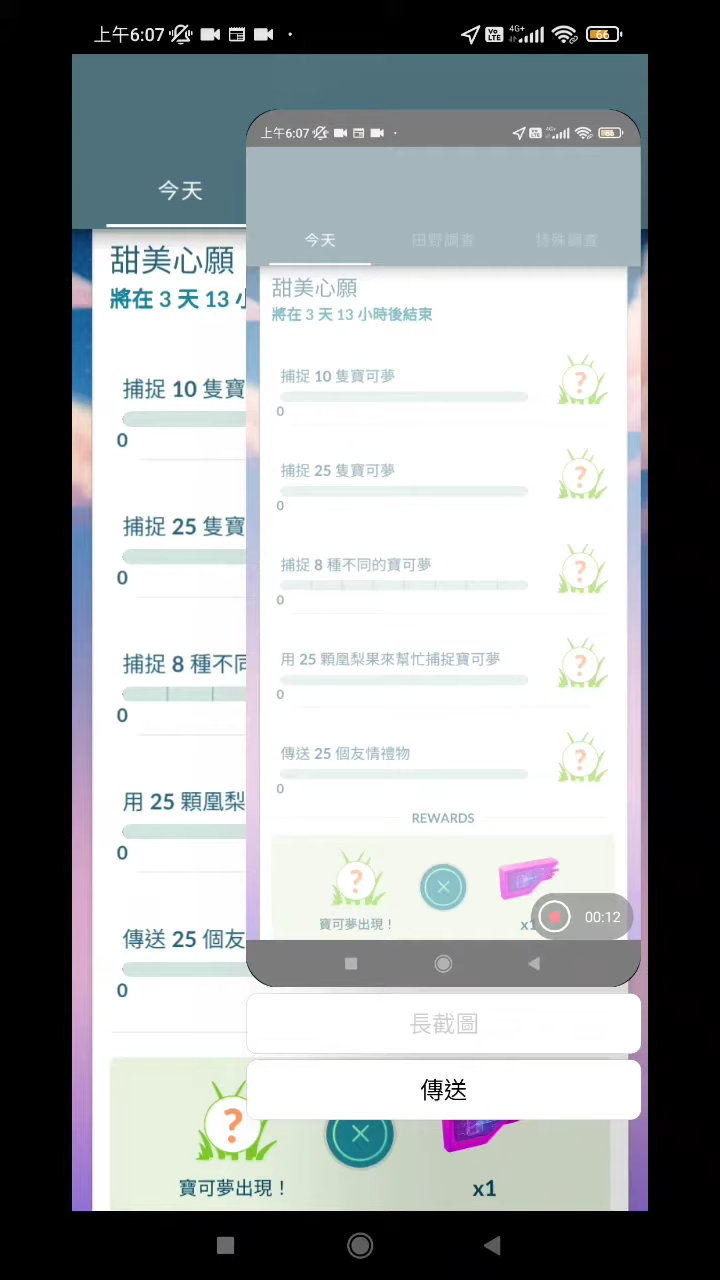 上午6:07
4G+
Vo LTE
66
今天
甜美心願
將在 3 天 13 小
捕捉 10 隻寶
0
捕捉 25 隻寶
0
捕捉 8 種不同
0
用 25 顆鳳梨
0
傳送 25 個友
0
?
寶可夢出現！
x1
上午6:07
今天
田野調查
特殊調查
甜美心願
將在 3 天 13 小時後結束
捕捉 10 隻寶可夢
?
0
捕捉 25 隻寶可夢
?
0
捕捉 8 種不同的寶可夢
?
0
用 25 顆凰梨果來幫忙捕捉寶可夢
?
0
傳送 25 個友情禮物
?
0
REWARDS
?
寶可夢出現！
x1
00:12
長截圖
傳送